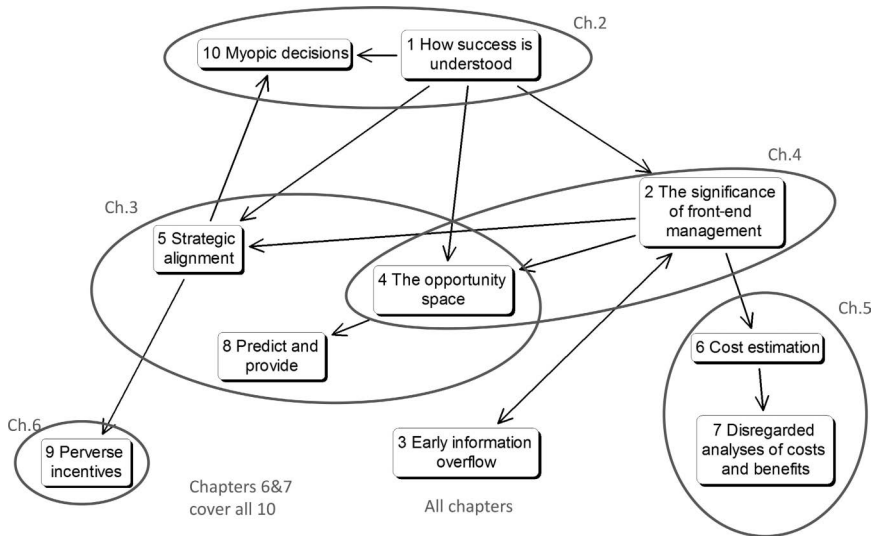 Ch.2
10 Myopic decisions
1 How success is
understood
Ch.4
2 The significance
of front-end
management
Ch.3
5 Strategic
alignment
4 The opportunity
space
8 Predict and
provide
Ch.5
6 Cost estimation
7 Disregarded
analyses of costs
and benefits
Ch.6
9 Perverse
incentives
3 Early information
overflow
Chapters 6&7
cover all 10
All chapters